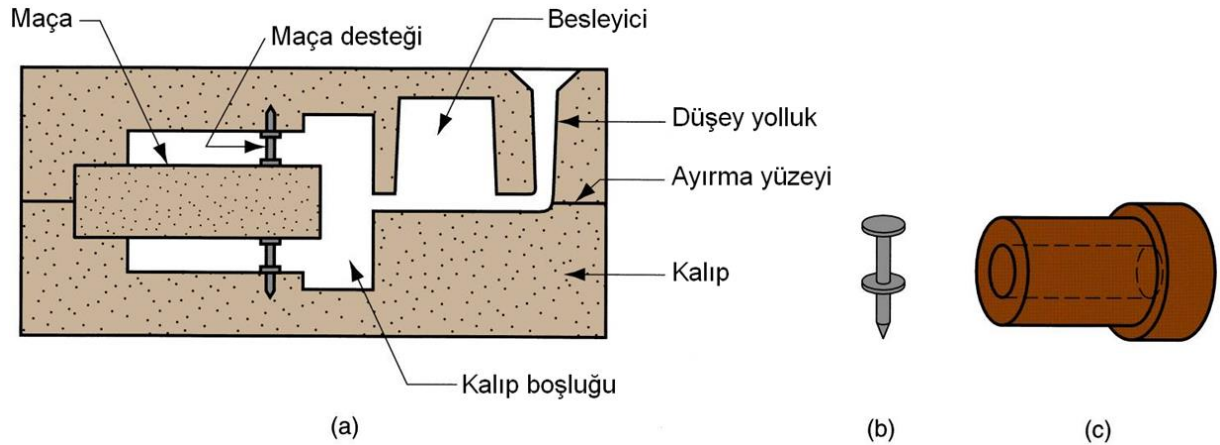 Maça
Maça desteği
Besleyici
Düşey yolluk
Ayırma yüzeyi
Kalıp
Kalıp boşluğu
(a)
(b)
(c)